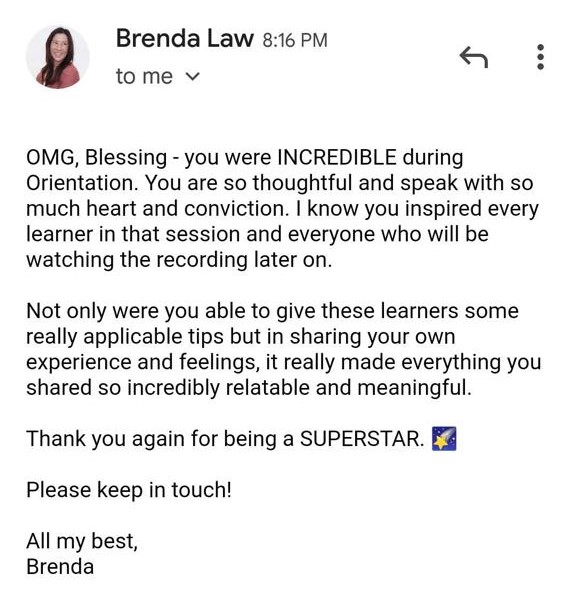 Brenda Law 8:16 PM
to me
OMG, Blessing - you were INCREDIBLE during
Orientation. You are so thoughtful and speak with so
much heart and conviction. I know you inspired every
learner in that session and everyone who will be
watching the recording later on.
Not only were you able to give these learners some
really applicable tips but in sharing your own
experience and feelings, it really made everything you
shared so incredibly relatable and meaningful.
Thank you again for being a SUPERSTAR. 🌠
Please keep in touch!
All my best,
Brenda